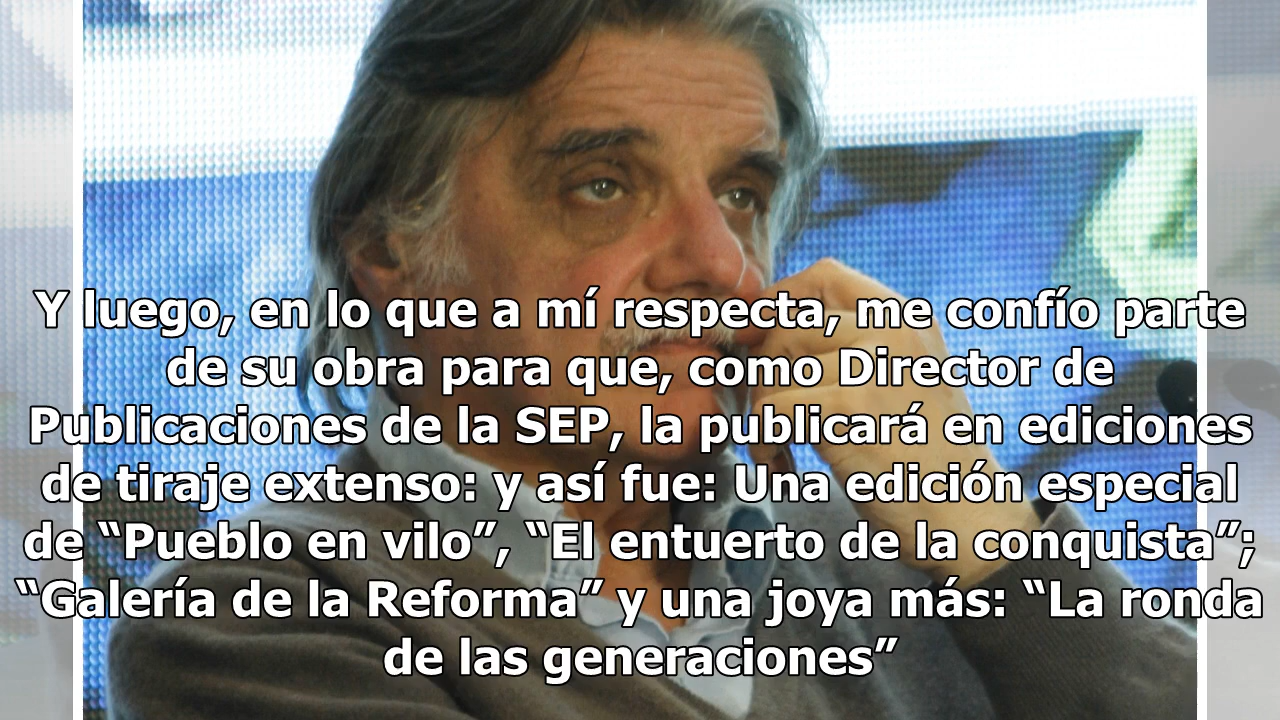 Y luego, en lo que a mí respecta, me confío parte
de su obra para que, como Director de
Publicaciones de la SEP, la publicará en ediciones
de tiraje extenso: y así fue: Una edición especial
de “Pueblo en vilo”, “El entuerto de la conquista”;
“Galería de la Reforma” y una joya más: “La ronda
de las generaciones”